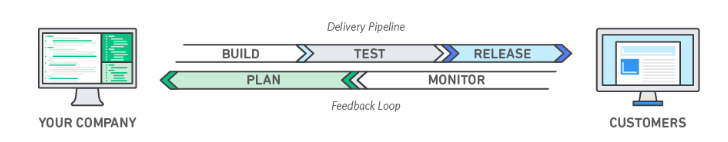 Delivery Pipeline
BUILD TEST RELEASE
PLAN MONITOR
Feedback Loop
YOUR COMPANY
CUSTOMERS